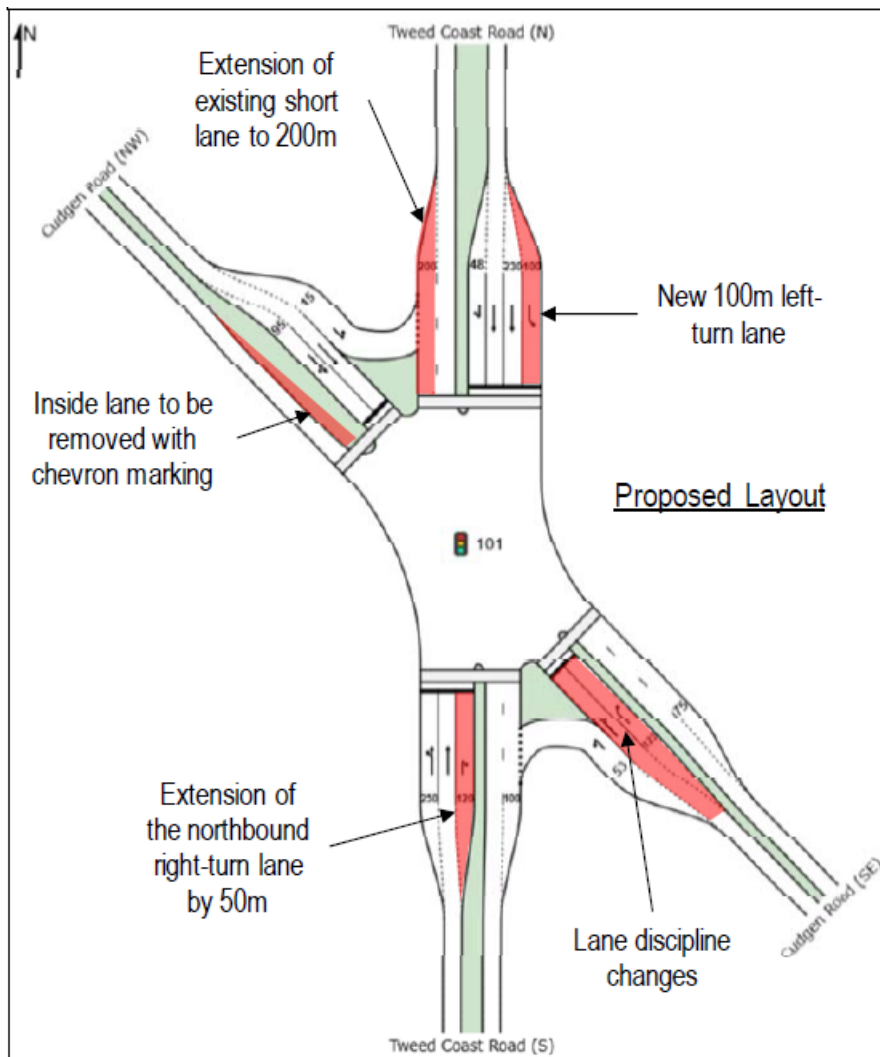 N
Tweed Coast Road (N)
Extension of
existing short
lane to 200m
Cudgen Road (NW)
200
48
230
100
New 100m left-
turn lane
15
95
Inside lane to be
removed with
chevron marking
Proposed Layout
101
175
53
250
120
100
Extension of
the northbound
right-turn lane
by 50m
Lane discipline
changes
Cudgen Road (SE)
Tweed Coast Road (S)